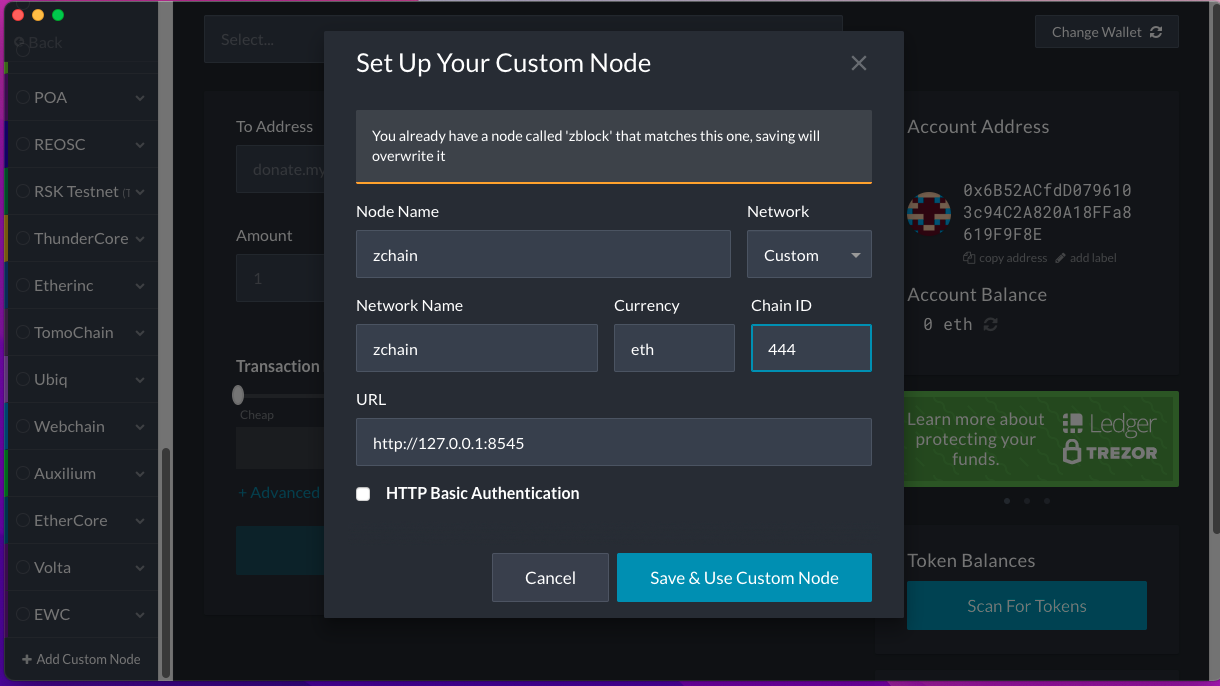 Back
POA
REOSC
RSK Testnet (T
ThunderCore
Etherinc
TomoChain
Ubiq
Webchain
Auxilium
EtherCore
Volta
EWC
+ Add Custom Node
Select...
Change Wallet
To Address
donate.my
Amount
1
Transaction
Cheap
+ Advanced
Set Up Your Custom Node
You already have a node called 'zblock' that matches this one, saving will
overwrite it
Node Name
Network
zchain
Custom
Network Name
Currency
Chain ID
zchain
eth
444
URL
http://127.0.0.1:8545
HTTP Basic Authentication
Cancel
Save & Use Custom Node
Account Address
0x6B52ACfdD079610
3c94C2A820A18FFa8
619F9F8E
copy address
add label
Account Balance
0 eth
Learn more about
protecting your
funds.
Ledger
TREZOR
Token Balances
Scan For Tokens